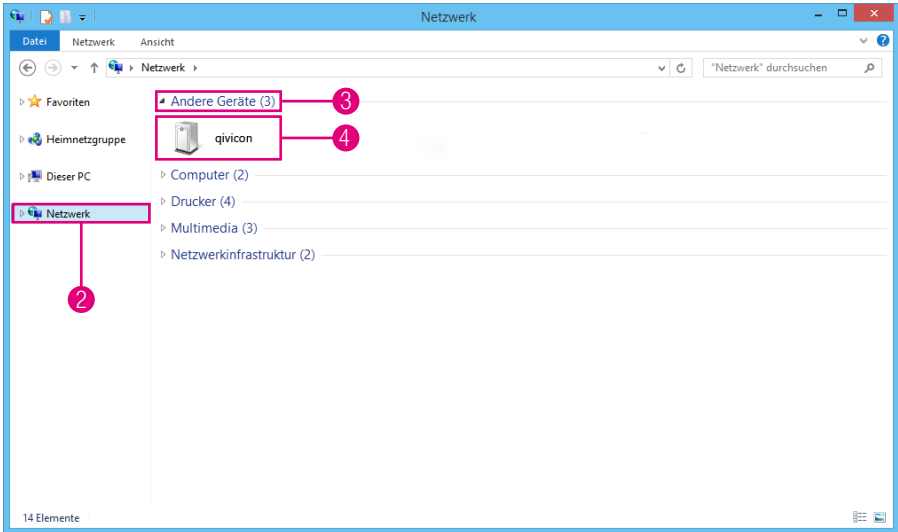 Netzwerk
Datei Netzwerk Ansicht
Netzwerk "Netzwerk" durchsuchen
Favoriten
Andere Geräte (3) 3
Heimnetzgruppe
qivicon 4
Dieser PC
Computer (2)
Drucker (4)
Netzwerk
Multimedia (3)
Netzwerkinfrastruktur (2)
2
14 Elemente